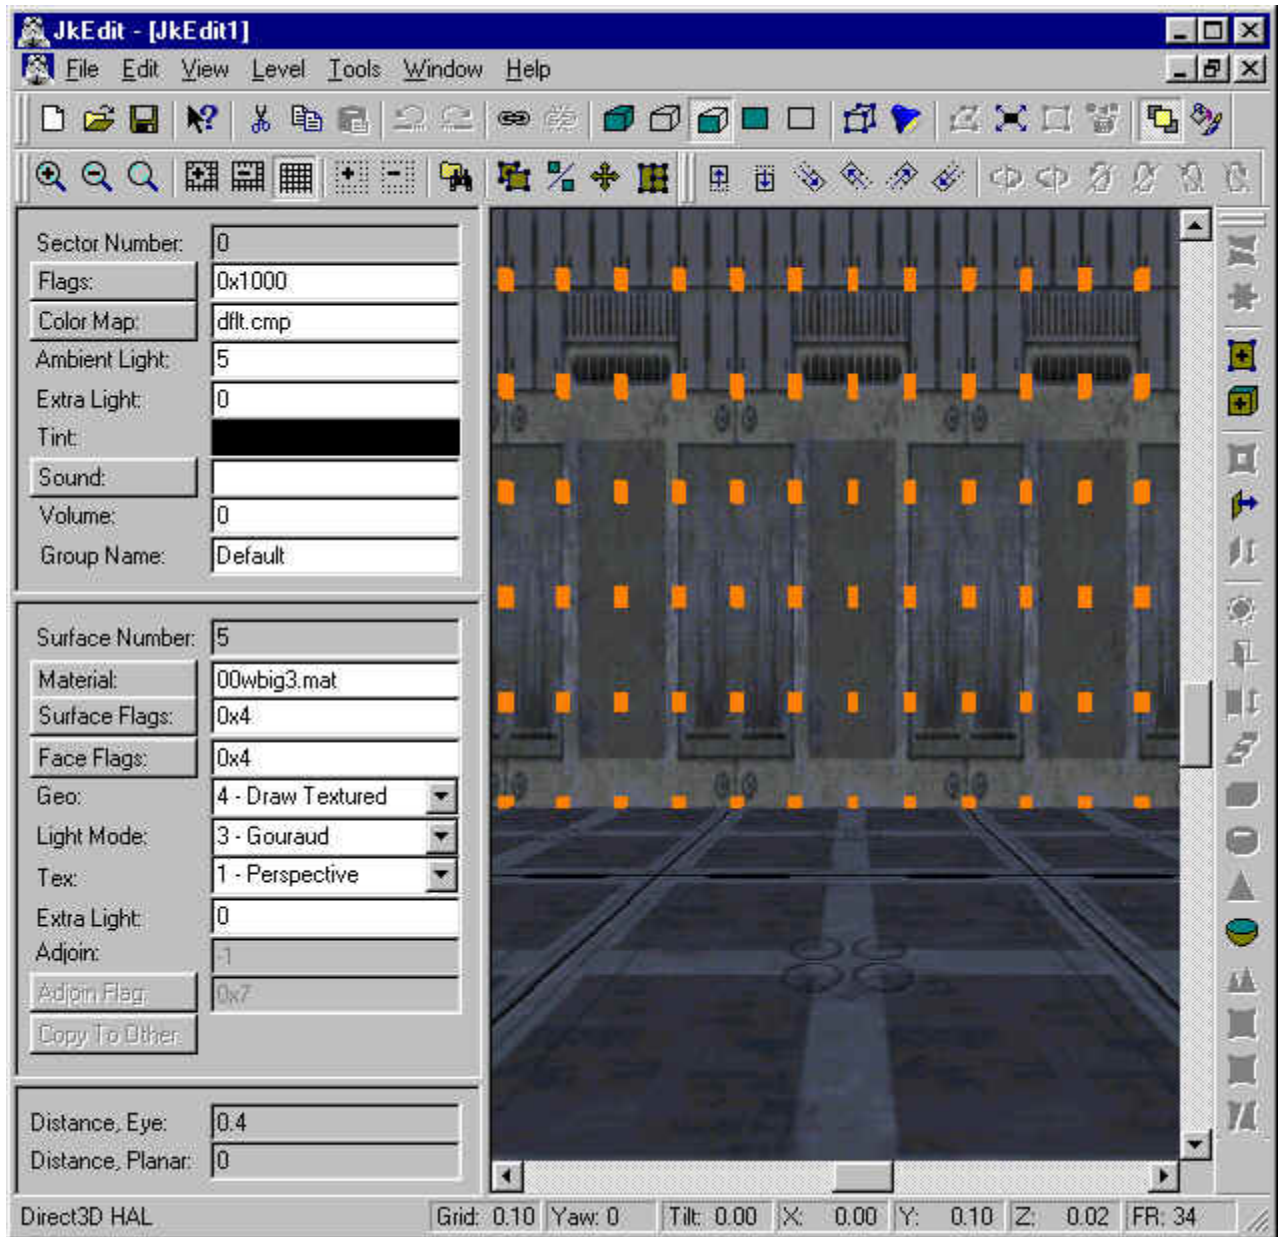 JkEdit - [JkEdit1]
File Edit View Level Tools Window Help
Sector Number: 0
Flags: 0x1000
Color Map: dflt.cmp
Ambient Light: 5
Extra Light: 0
Tint:
Sound:
Volume: 0
Group Name: Default
Surface Number: 5
Material: 00wbig3.mat
Surface Flags: 0x4
Face Flags: 0x4
Geo: 4 - Draw Textured
Light Mode: 3 - Gouraud
Tex: 1 - Perspective
Extra Light: 0
Adjoin: -1
Adjoin Flag: 0x7
Copy To Other:
Distance, Eye: 0.4
Distance, Planar: 0
Direct3D HAL Grid: 0.10 Yaw: 0 Tilt: 0.00 X: 0.00 Y: 0.10 Z: 0.02 FR: 34